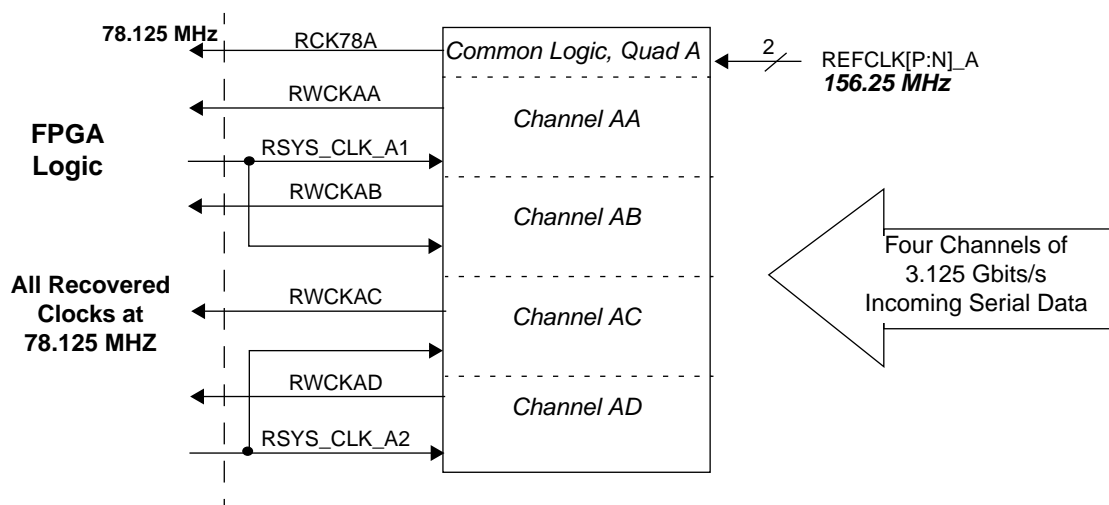 78.125 MHz
RCK78A
Common Logic, Quad A
2
REFCLK[P:N]_A
156.25 MHz
RWCKAA
Channel AA
FPGA
Logic
RSYS_CLK_A1
RWCKAB
Channel AB
Four Channels of
3.125 Gbits/s
Incoming Serial Data
All Recovered
Clocks at
78.125 MHZ
RWCKAC
Channel AC
RWCKAD
Channel AD
RSYS_CLK_A2